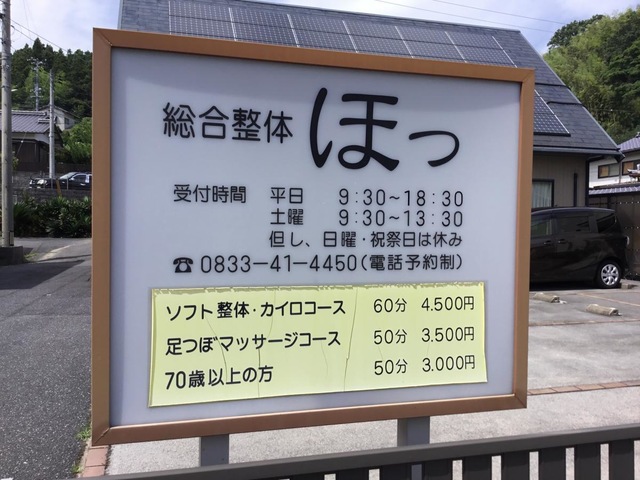 総合整体 ほっ
受付時間 平日 9:30~18:30
土曜 9:30~13:30
但し、日曜・祝祭日は休み
☎0833-41-4450(電話予約制)
ソフト整体・カイロコース 60分 4.500円
足つぼマッサージコース 50分 3.500円
70歳以上の方 50分 3.000円